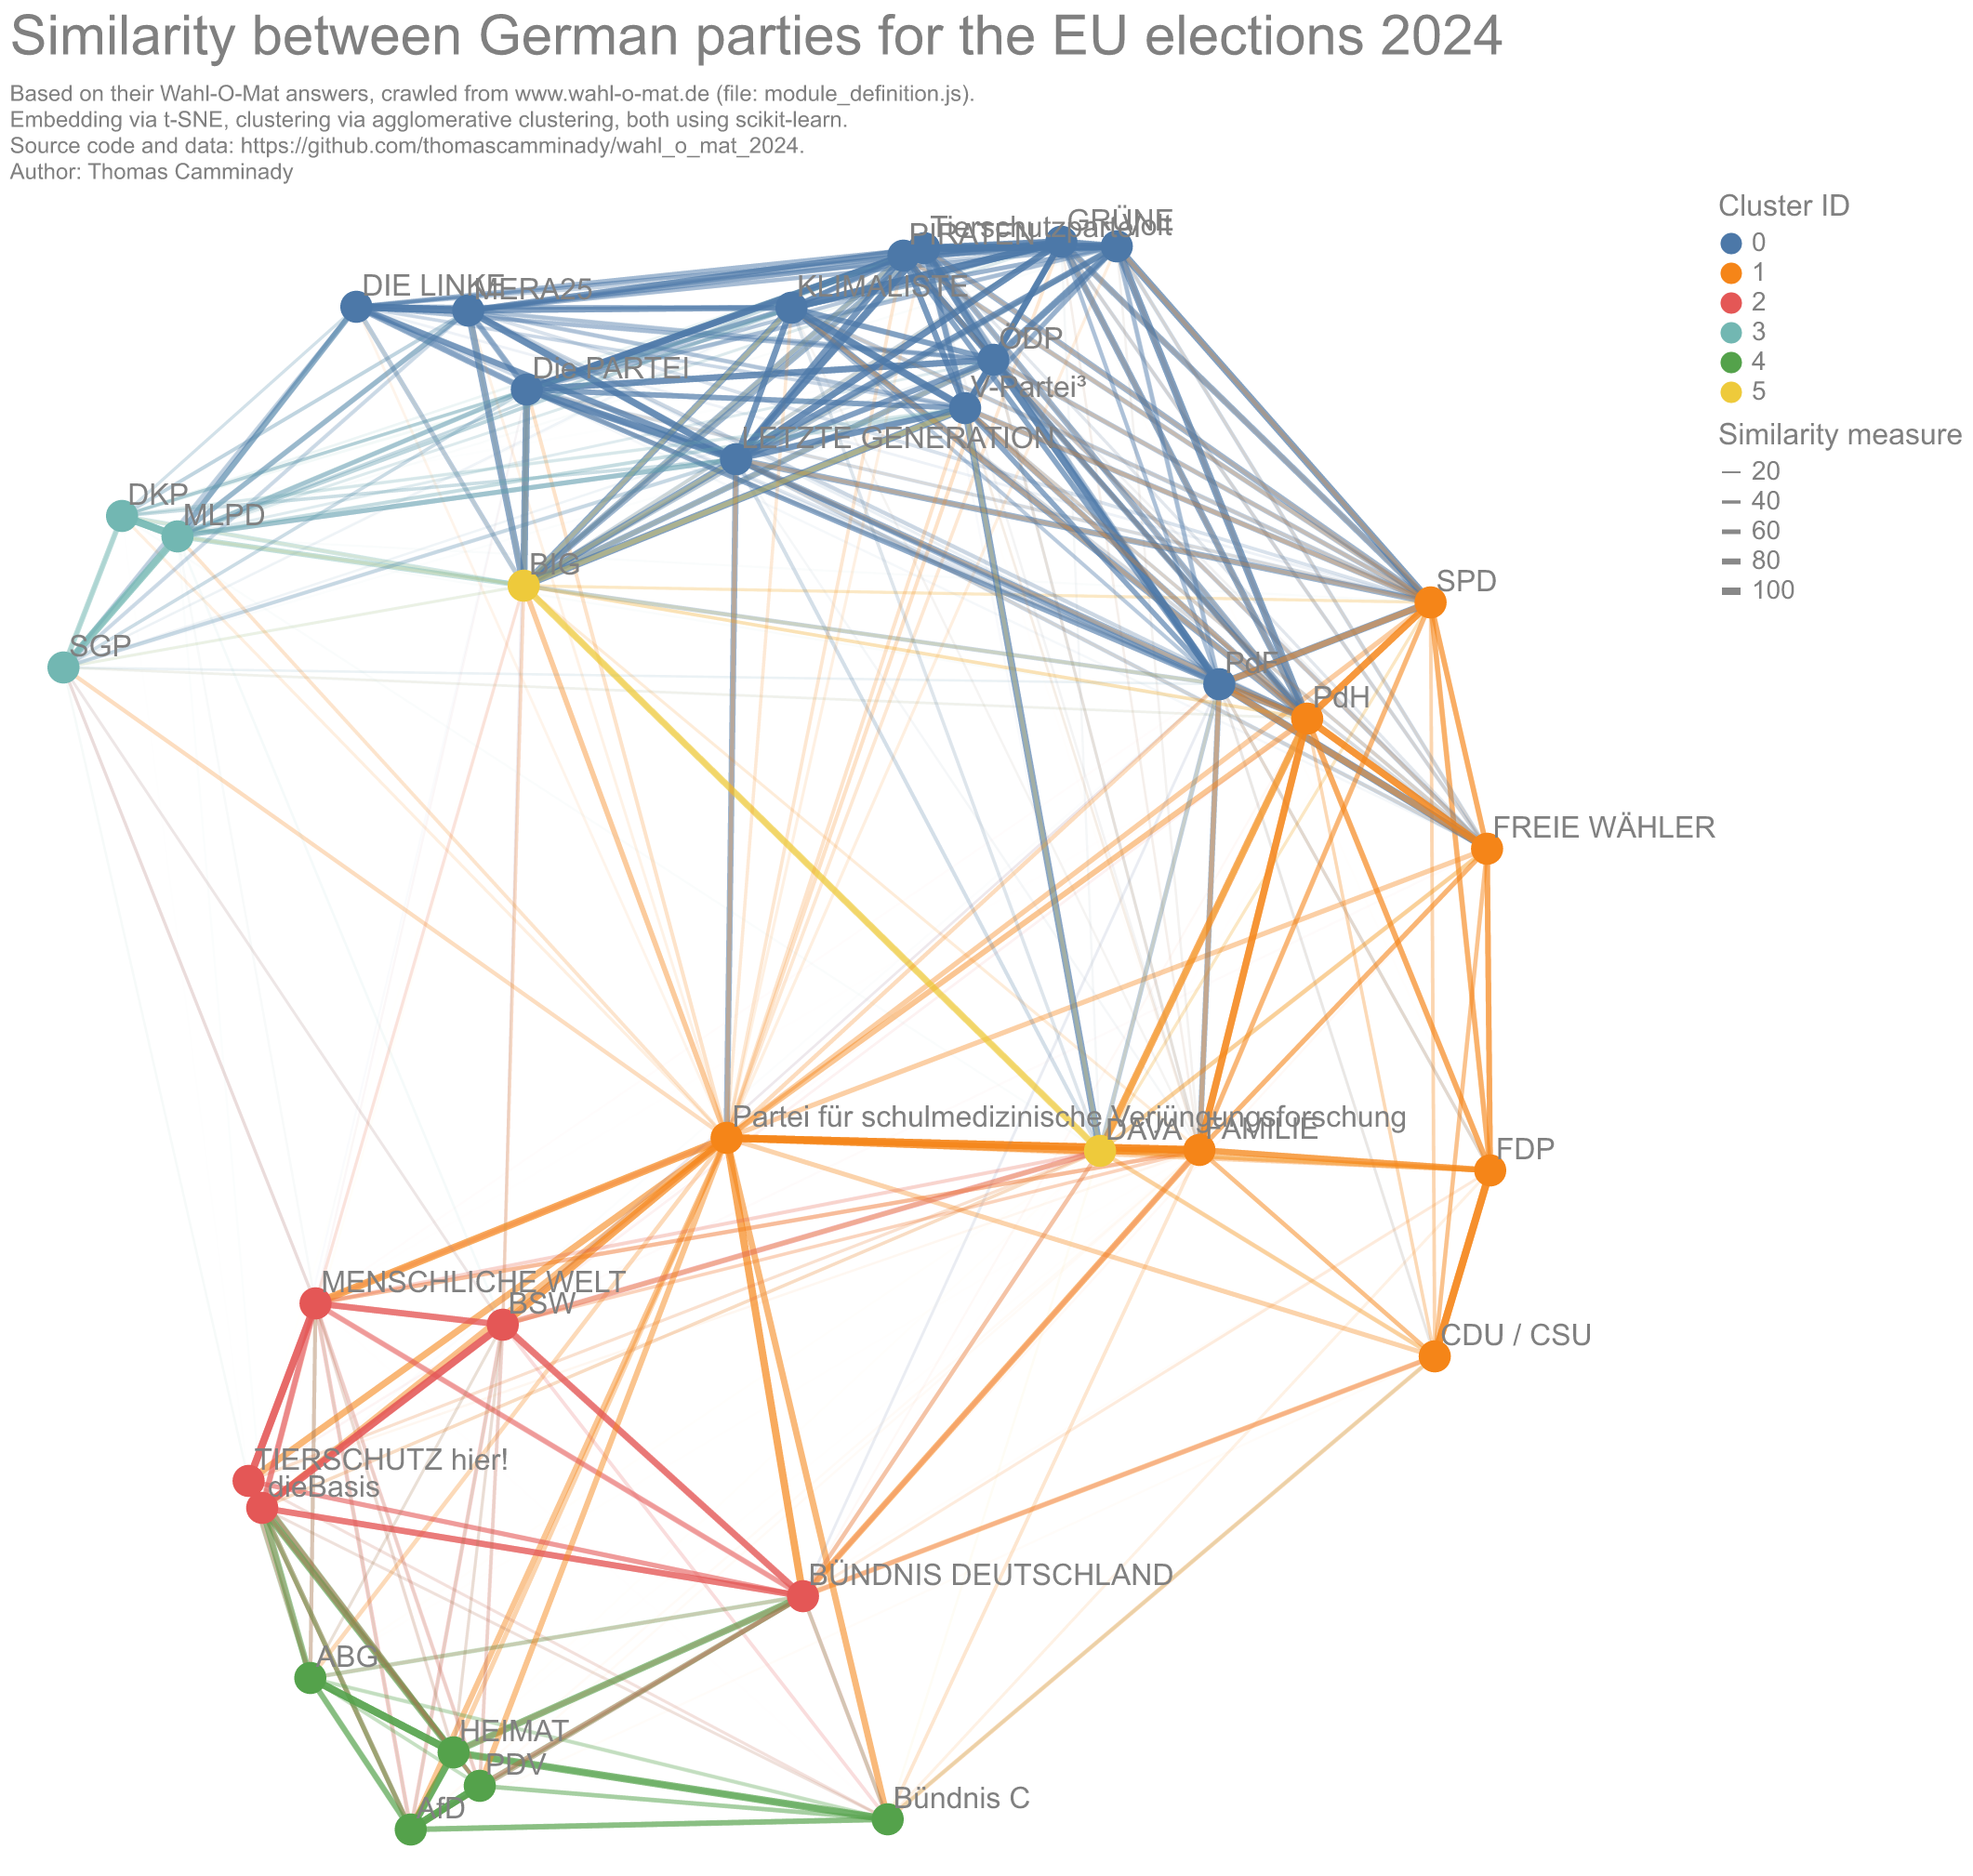 Similarity between German parties for the EU elections 2024
Based on their Wahl-O-Mat answers, crawled from www.wahl-o-mat.de (file: module_definition.js).
Embedding via t-SNE, clustering via agglomerative clustering, both using scikit-learn.
Source code and data: https://github.com/thomascamminady/wahl_o_mat_2024.
Author: Thomas Camminady
Cluster ID
0
1
2
3
4
5
Similarity measure
20
40
60
80
100
GRÜNE
Volt
Tierschutzpartei
PIRATEN
DIE LINKE
MERA25
KLIMALISTE
ÖDP
Die PARTEI
V-Partei³
LETZTE GENERATION
DKP
MLPD
BIG
SPD
SGP
PdF
PdH
FREIE WÄHLER
Partei für schulmedizinische Verjüngungsforschung
DAVA
FAMILIE
FDP
MENSCHLICHE WELT
BSW
CDU / CSU
TIERSCHUTZ hier!
dieBasis
BÜNDNIS DEUTSCHLAND
ABG
HEIMAT
PDV
AfD
Bündnis C